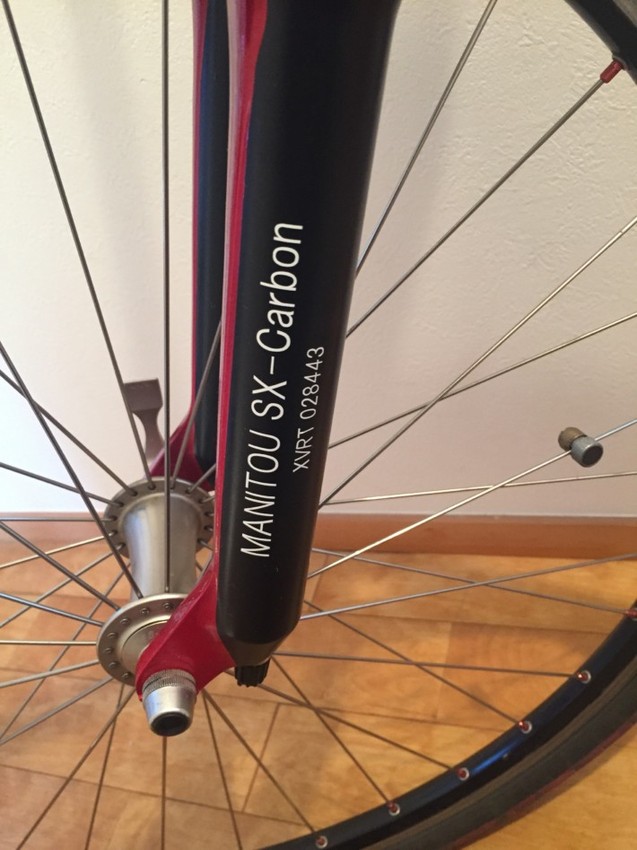 MANITOU SX-Carbon
XVRT 028443